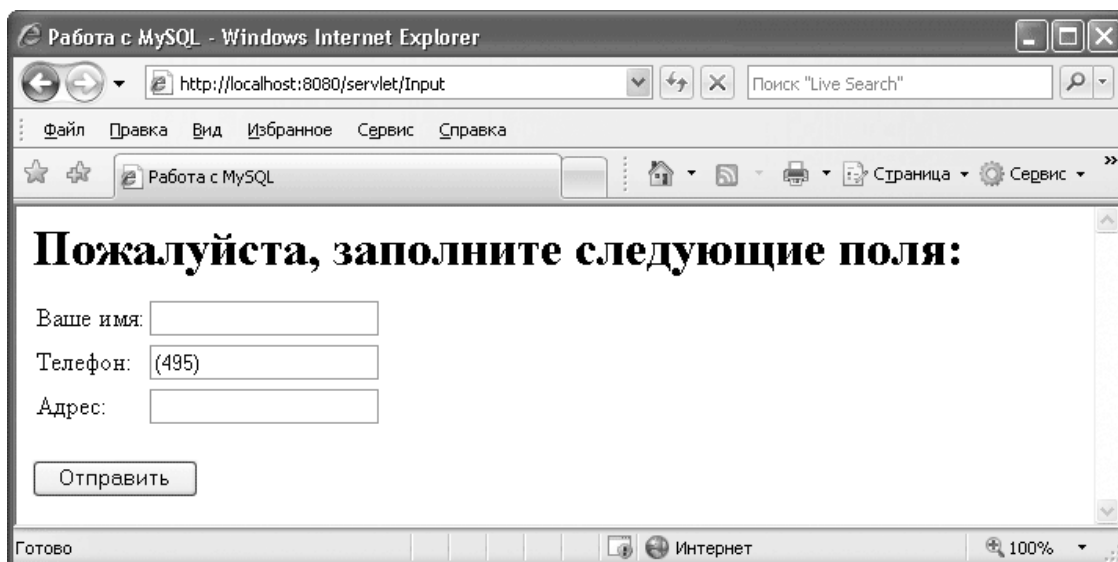 Работа с MySQL - Windows Internet Explorer
http://localhost:8080/servlet/Input
Поиск "Live Search"
Файл Правка Вид Избранное Сервис Справка
Работа с MySQL
Страница Сервис
Пожалуйста, заполните следующие поля:
Ваше имя:
Телефон: (495)
Адрес:
Отправить
Готово Интернет 100%